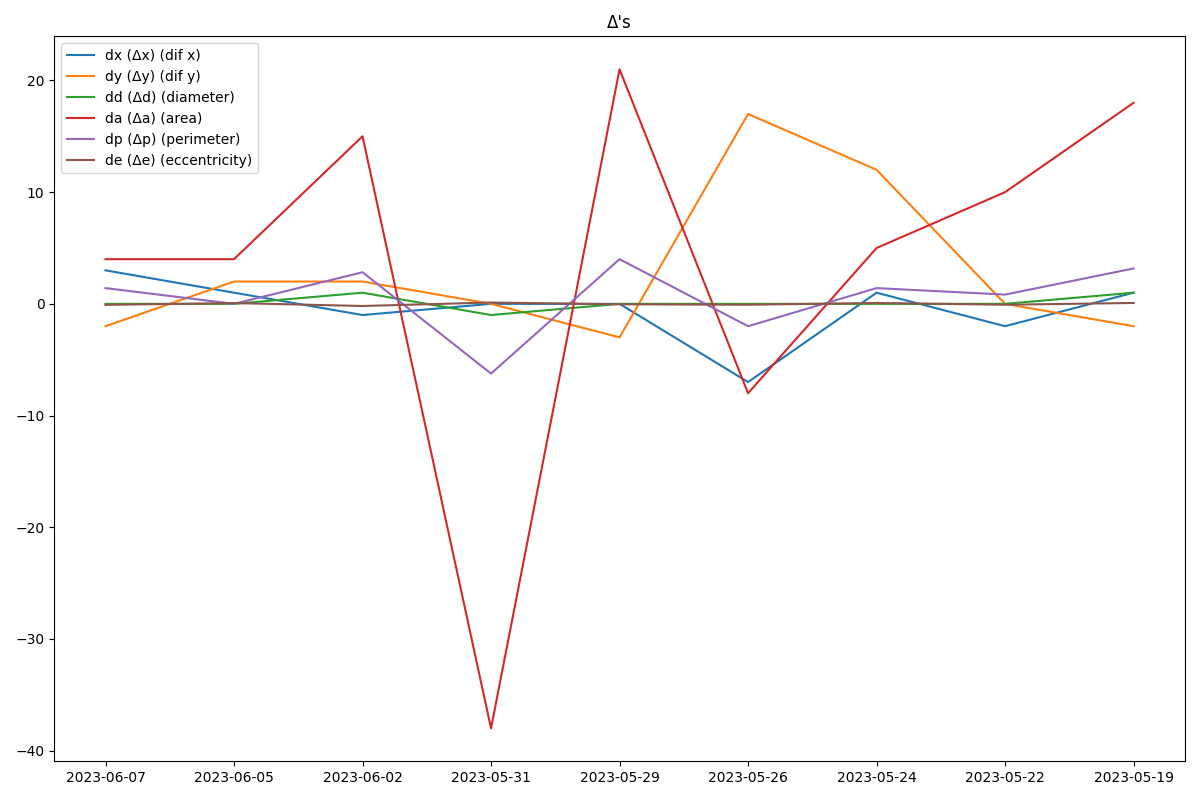 Δ's
dx (Δx) (dif x)
dy (Δy) (dif y)
dd (Δd) (diameter)
da (Δa) (area)
dp (Δp) (perimeter)
de (Δe) (eccentricity)
20
10
0
−10
−20
−30
−40
2023-06-07 2023-06-05 2023-06-02 2023-05-31 2023-05-29 2023-05-26 2023-05-24 2023-05-22 2023-05-19